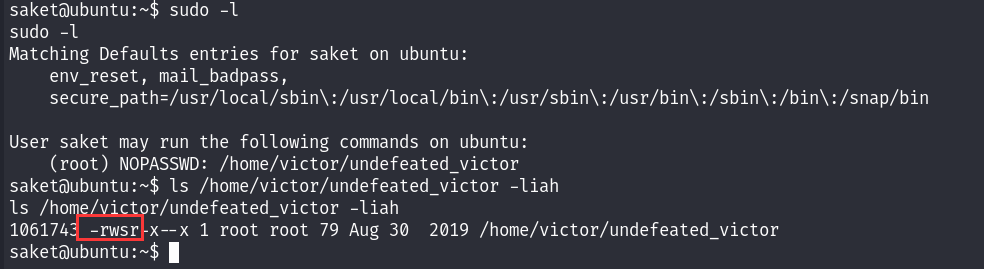 saket@ubuntu:~$ sudo -l
sudo -l
Matching Defaults entries for saket on ubuntu:
    env_reset, mail_badpass,
    secure_path=/usr/local/sbin\:/usr/local/bin\:/usr/sbin\:/usr/bin\:/sbin\:/bin\:/snap/bin

User saket may run the following commands on ubuntu:
    (root) NOPASSWD: /home/victor/undefeated_victor
saket@ubuntu:~$ ls /home/victor/undefeated_victor -liah
ls /home/victor/undefeated_victor -liah
1061743 -rwsr-x--x 1 root root 79 Aug 30  2019 /home/victor/undefeated_victor
saket@ubuntu:~$